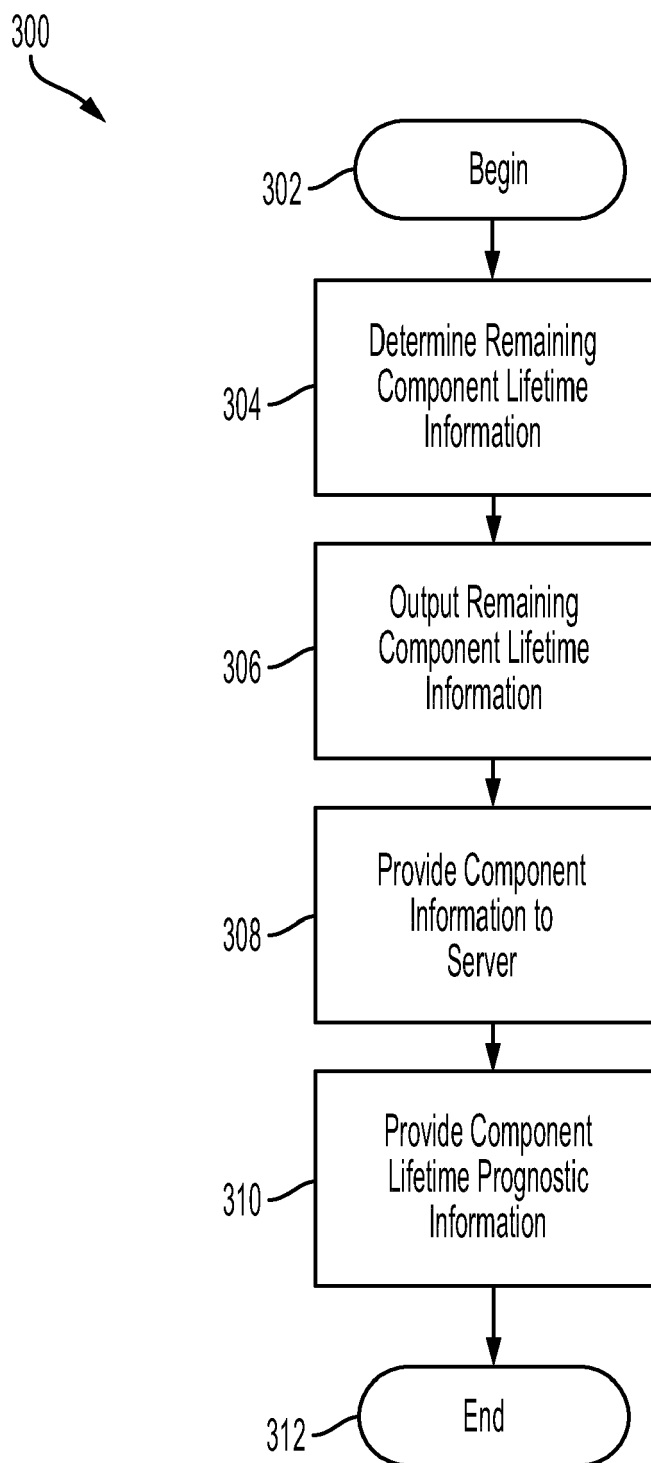 300
302
Begin
304
Determine Remaining
Component Lifetime
Information
306
Output Remaining
Component Lifetime
Information
308
Provide Component
Information to
Server
310
Provide Component
Lifetime Prognostic
Information
312
End